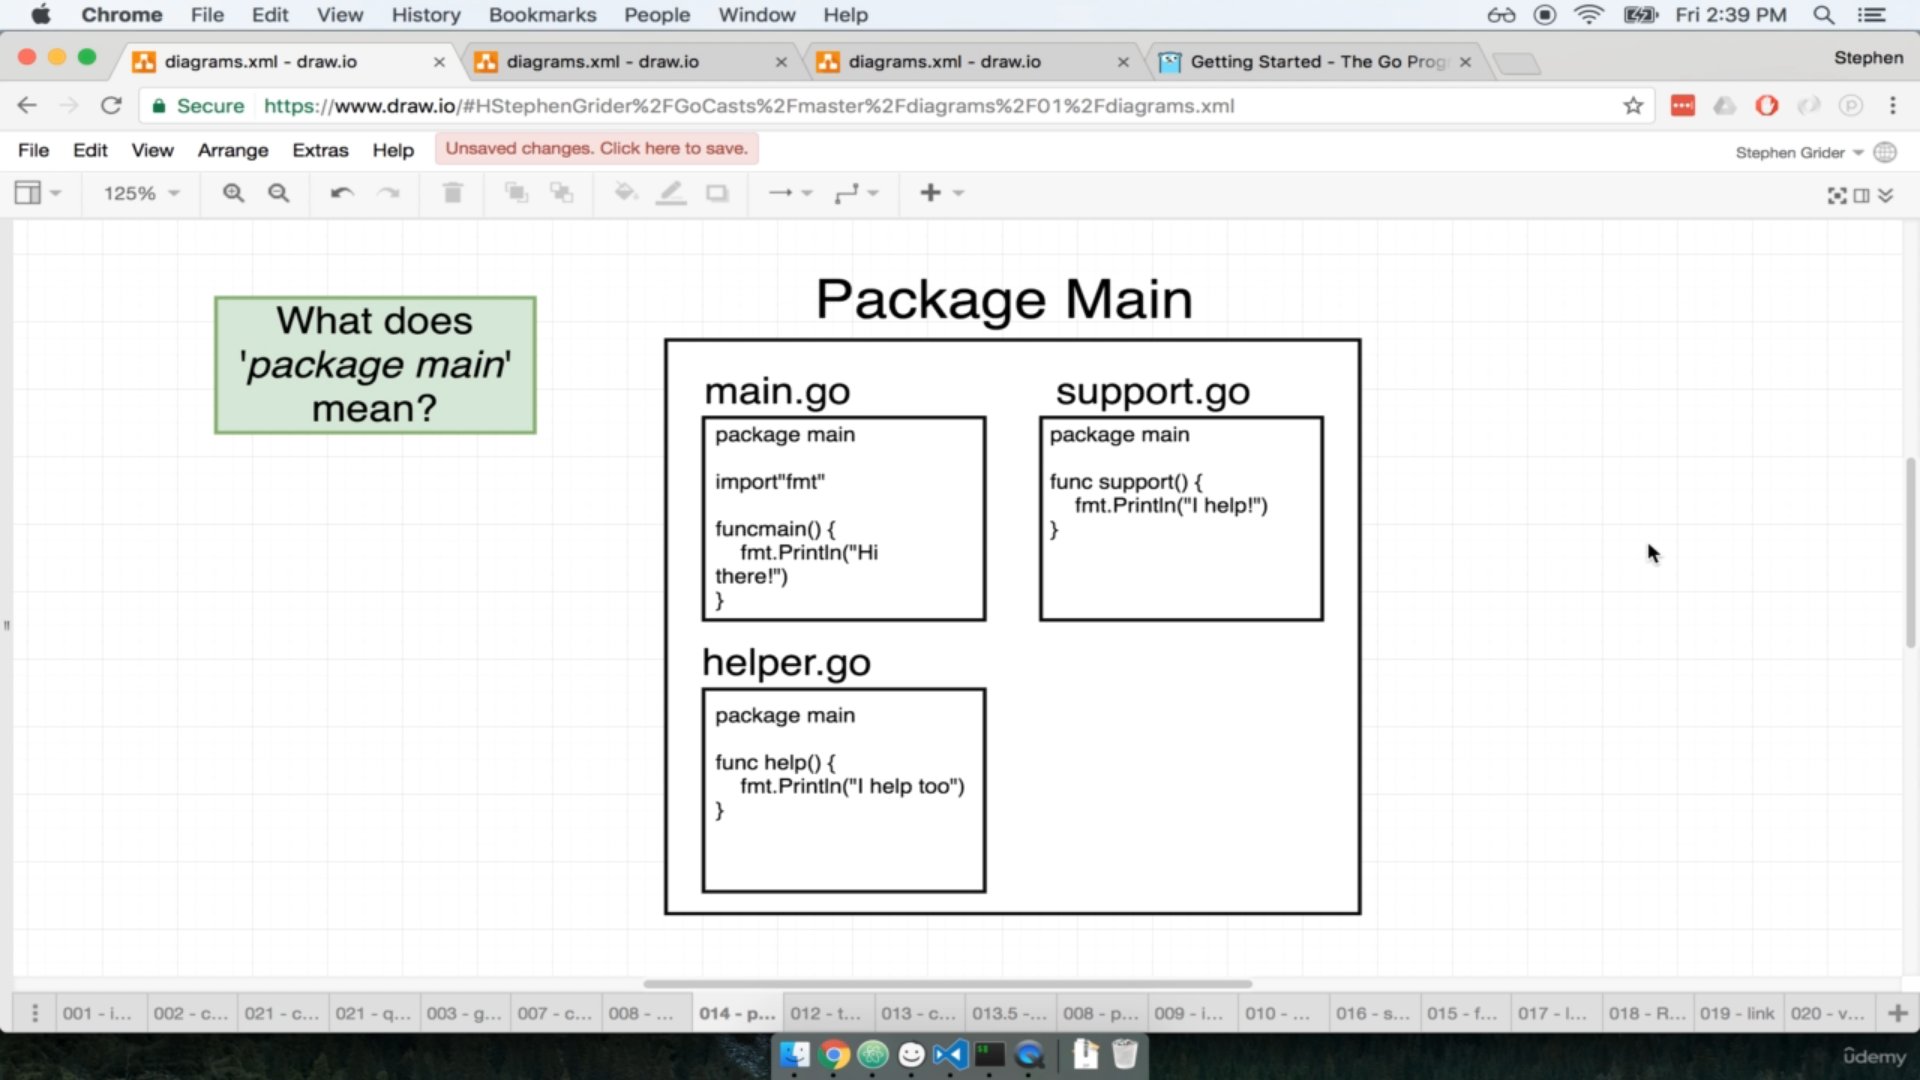 Chrome File Edit View History Bookmarks People Window Help Fri 2:39 PM
diagrams.xml - draw.io diagrams.xml - draw.io diagrams.xml - draw.io Getting Started - The Go Prog Stephen
Secure https://www.draw.io/#HStephenGrider%2FGoCasts%2Fmaster%2Fdiagrams%2F01%2Fdiagrams.xml
File Edit View Arrange Extras Help Unsaved changes. Click here to save. Stephen Grider
125%
What does
'package main'
mean?
Package Main
main.go
package main
import"fmt"
funcmain() {
fmt.Println("Hi
there!")
}
support.go
package main
func support() {
fmt.Println("I help!")
}
helper.go
package main
func help() {
fmt.Println("I help too")
}
001 - i... 002 - c... 021 - c... 021 - q... 003 - g... 007 - c... 008 - ... 014 - p... 012 - t... 013 - c... 013.5 -... 008 - p... 009 - i... 010 - ... 016 - s... 015 - f... 017 - l... 018 - R... 019 - link 020 - v...
ûdemy